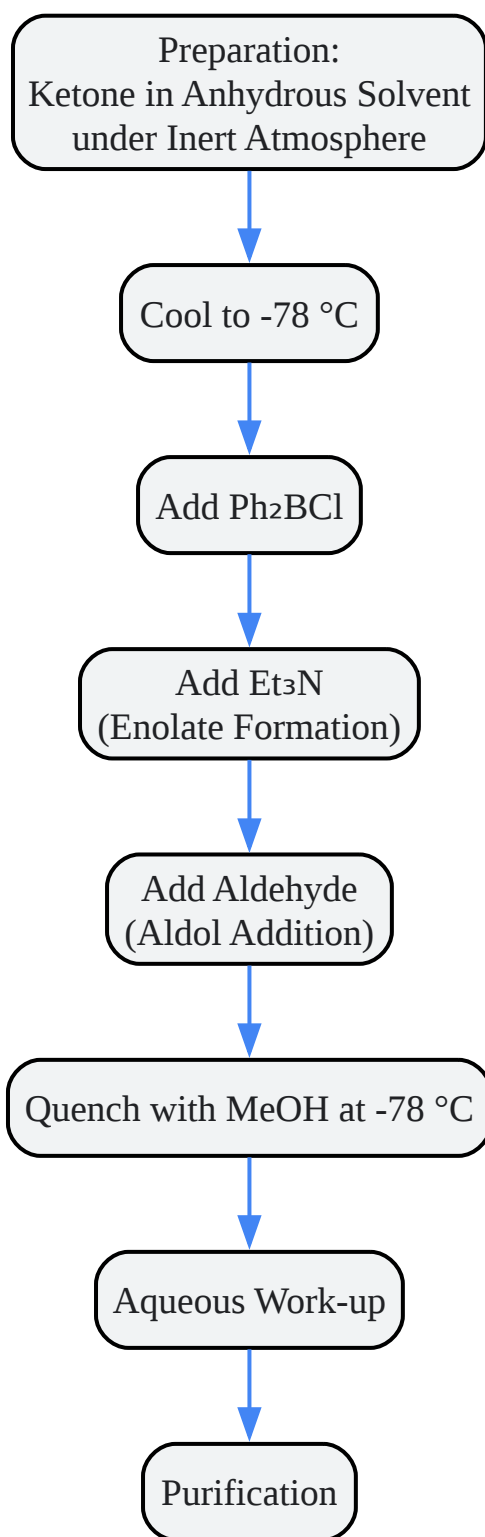 Preparation:
Ketone in Anhydrous Solvent
under Inert Atmosphere
Cool to -78 °C
Add Ph₂BCl
Add Et₃N
(Enolate Formation)
Add Aldehyde
(Aldol Addition)
Quench with MeOH at -78 °C
Aqueous Work-up
Purification